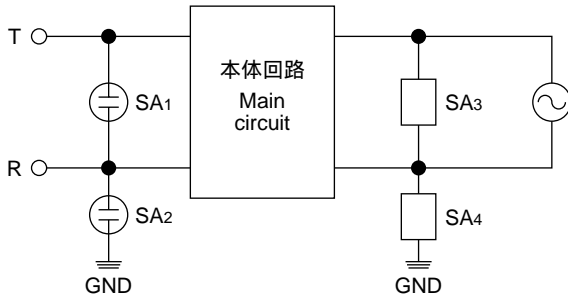 T
本体回路
Main
circuit
SA1
SA3
R
SA2
SA4
GND
GND